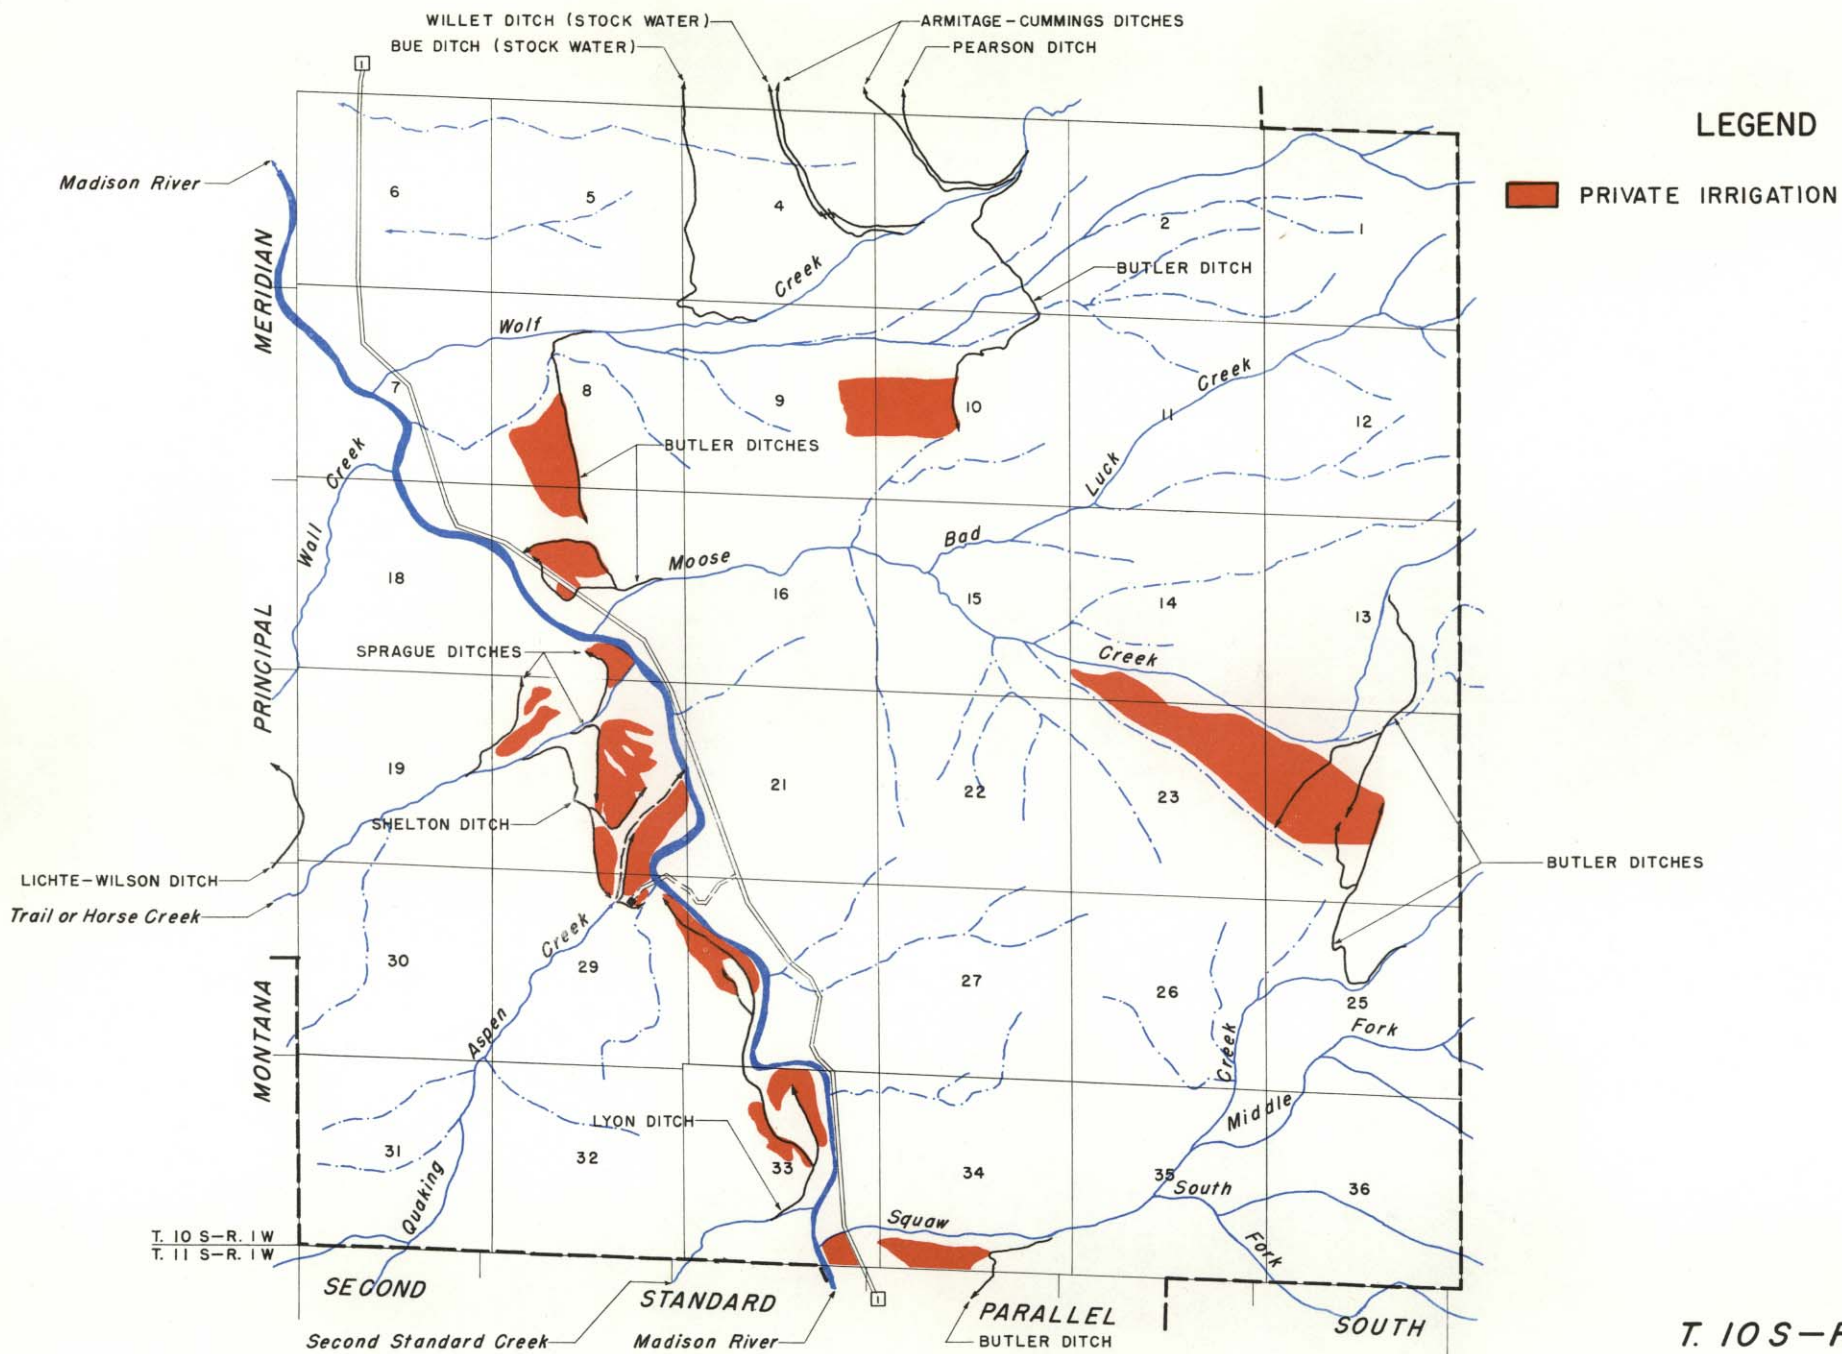 WILLET DITCH (STOCK WATER)
ARMITAGE-CUMMINGS DITCHES
BUE DITCH (STOCK WATER)
PEARSON DITCH
1
LEGEND
PRIVATE IRRIGATION
Madison River
6
5
4
2
1
MERIDIAN
Creek
BUTLER DITCH
Wolf
7
8
9
10
11
12
Creek
BUTLER DITCHES
Wall Creek
Luck
Bad
Moose
18
16
15
14
13
SPRAGUE DITCHES
Creek
PRINCIPAL
19
21
22
23
SHELTON DITCH
BUTLER DITCHES
LICHTE-WILSON DITCH
Trail or Horse Creek
Creek
30
29
27
26
25
Aspen
Creek
Fork
MONTANA
Middle
LYON DITCH
31
32
33
34
35
36
Quaking
South
Squaw
Fork
T. 10 S-R. 1 W
T. 11 S-R. 1 W
SECOND
STANDARD
PARALLEL
SOUTH
1
Second Standard Creek
Madison River
BUTLER DITCH
T. 10 S-